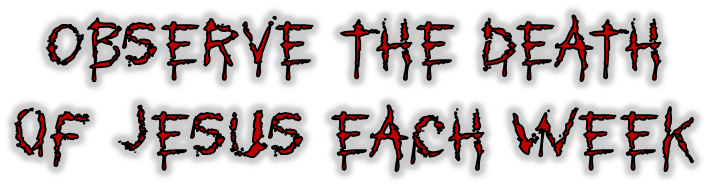 OBSERVE THE DEATH
OF JESUS EACH WEEK